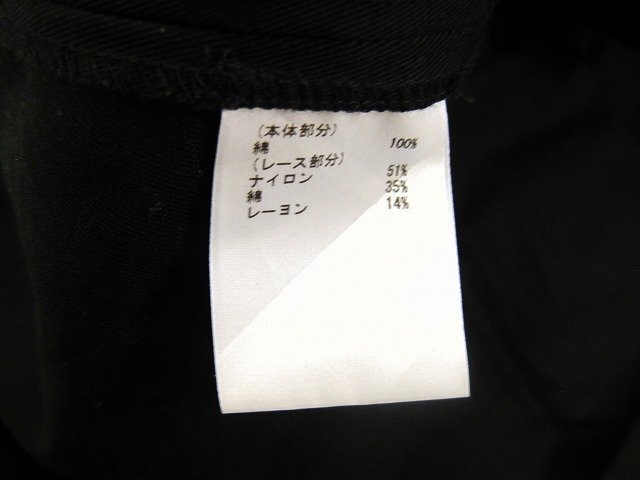 (本体部分)
綿 100%
(レース部分)
ナイロン 51%
綿 35%
レーヨン 14%